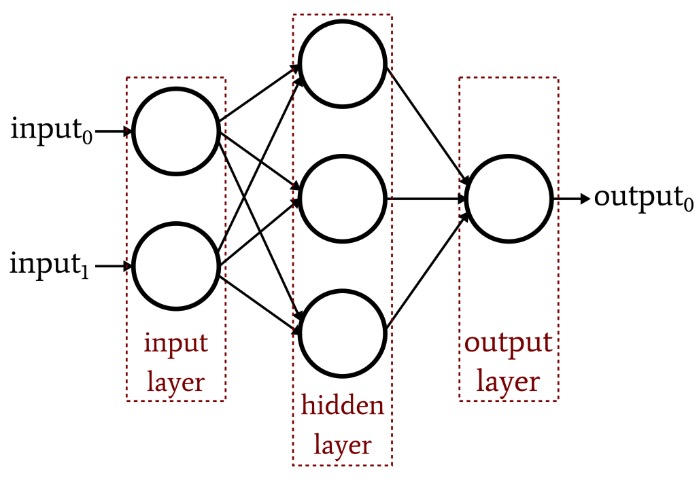 input₀
input₁
input
layer
hidden
layer
output
layer
output₀